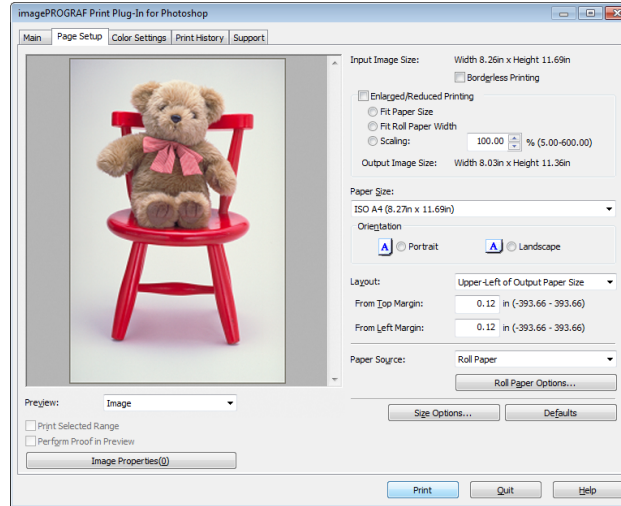 imagePROGRAF Print Plug-In for Photoshop
Main Page Setup Color Settings Print History Support
Input Image Size: Width 8.26in x Height 11.69in
Borderless Printing
Enlarged/Reduced Printing
Fit Paper Size
Fit Roll Paper Width
Scaling: 100.00 % (5.00-600.00)
Output Image Size: Width 8.03in x Height 11.36in
Paper Size:
ISO A4 (8.27in x 11.69in)
Orientation
A Portrait A Landscape
Layout: Upper-Left of Output Paper Size
From Top Margin: 0.12 in (-393.66 - 393.66)
From Left Margin: 0.12 in (-393.66 - 393.66)
Paper Source: Roll Paper
Roll Paper Options...
Size Options... Defaults
Preview: Image
Print Selected Range
Perform Proof in Preview
Image Properties(0)
Print Quit Help